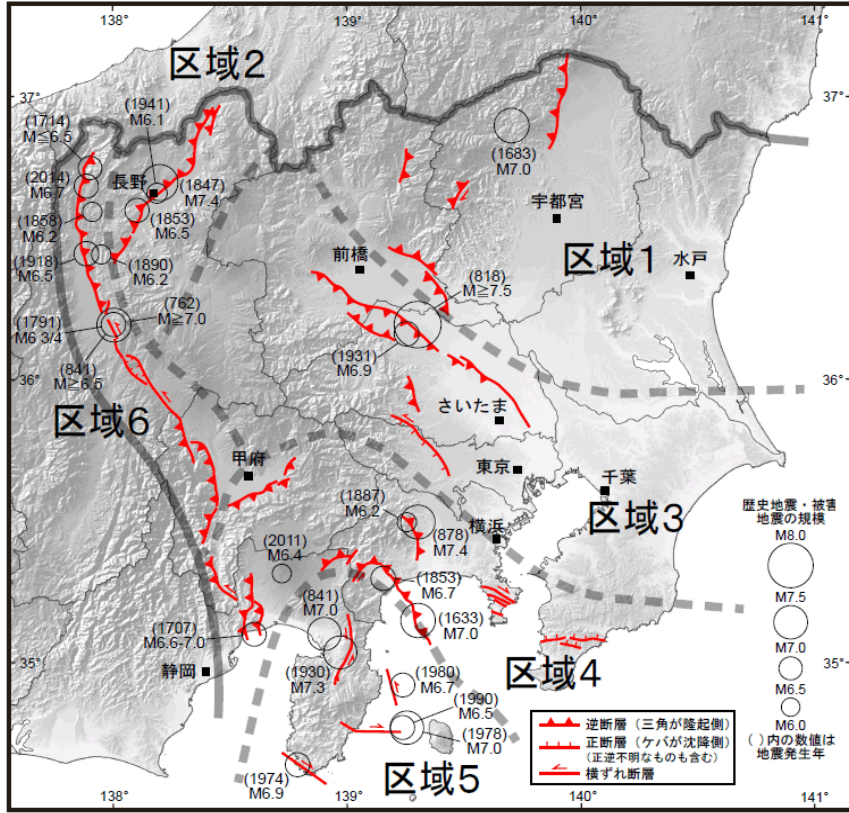 138°
139°
140°
141°
区域2
37°
37°
(1941)
M6.1
(1714)
M≦6.5
(1683)
M7.0
(2014)
M6.7
長野
(1847)
M7.4
(1858)
M6.2
(1853)
M6.5
宇都宮
前橋
区域1
水戸
(1918)
M6.5
(1890)
M6.2
(818)
M≧7.5
(762)
M≧7.0
(1791)
M6 3/4
(1931)
M6.9
(841)
M≧6.5
36°
36°
区域6
さいたま
甲府
東京
千葉
(1887)
M6.2
横浜
区域3
歴史地震・被害
地震の規模
M8.0
(878)
M7.4
(2011)
M6.4
M7.5
(1853)
M6.7
(841)
M7.0
(1633)
M7.0
M7.0
(1707)
M6.6-7.0
35°
35°
静岡
(1930)
M7.3
区域4
(1980)
M6.7
M6.5
(1990)
M6.5
M6.0
(1978)
M7.0
逆断層（三角が隆起側）
正断層（ケバが沈降側）
（正逆不明なものも含む）
横ずれ断層
( )内の数値は
地震発生年
(1974)
M6.9
区域5
138°
139°
140°
141°